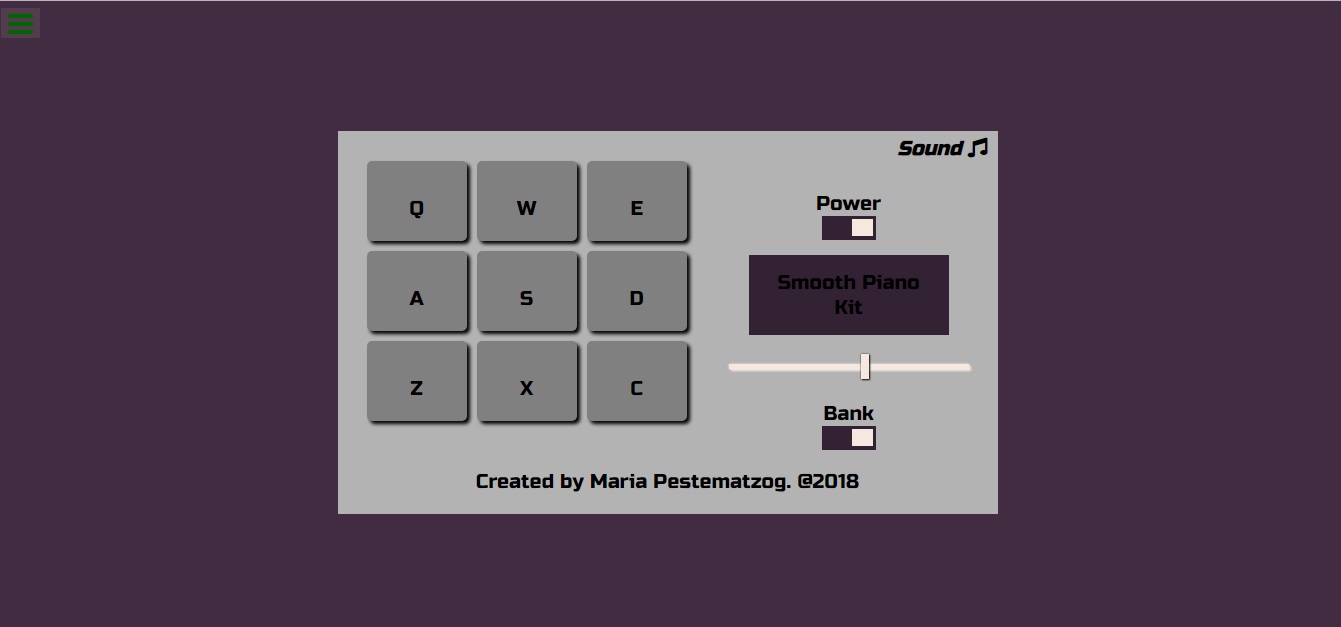 Sound
Q W E
Power
A S D
Smooth Piano
Kit
Z X C
Bank
Created by Maria Pestematzog. @2018